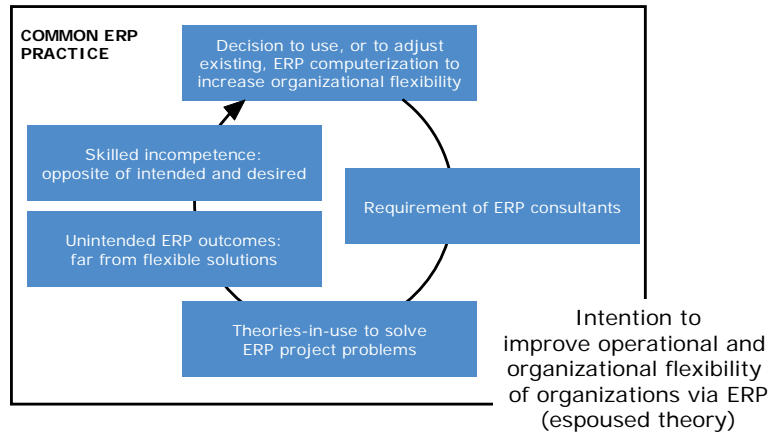 COMMON ERP
PRACTICE
Decision to use, or to adjust
existing, ERP computerization to
increase organizational flexibility
Requirement of ERP consultants
Theories-in-use to solve
ERP project problems
Unintended ERP outcomes:
far from flexible solutions
Skilled incompetence:
opposite of intended and desired
Intention to
improve operational and
organizational flexibility
of organizations via ERP
(espoused theory)